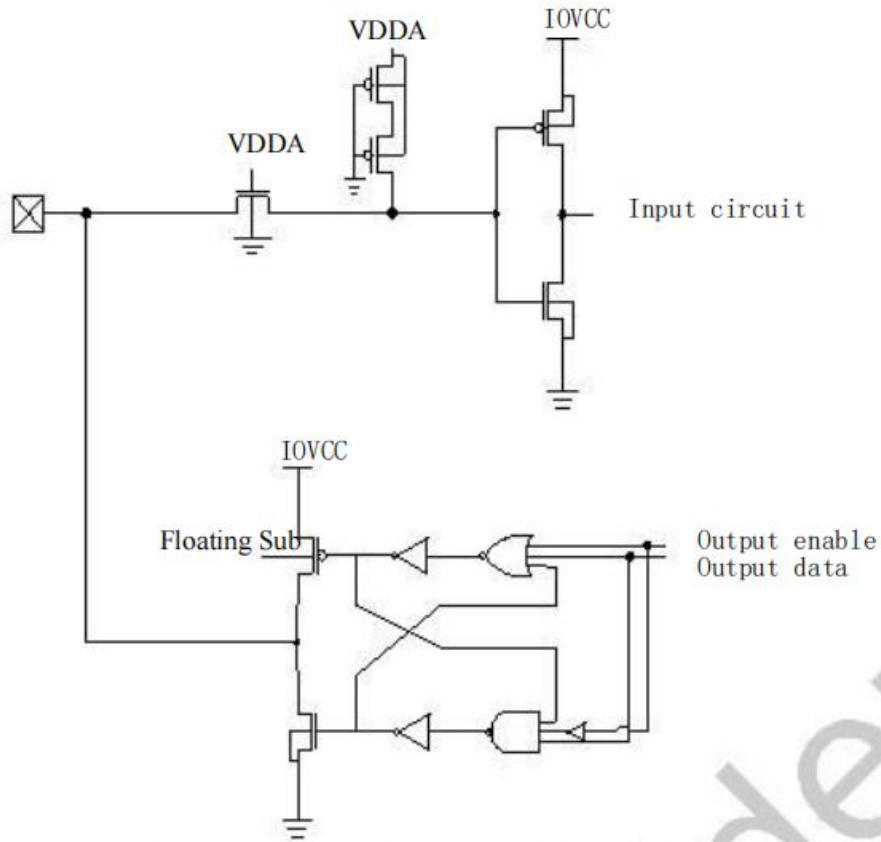 VDDA
IOVCC
VDDA
Input circuit
IOVCC
Floating Sub
Output enable
Output data